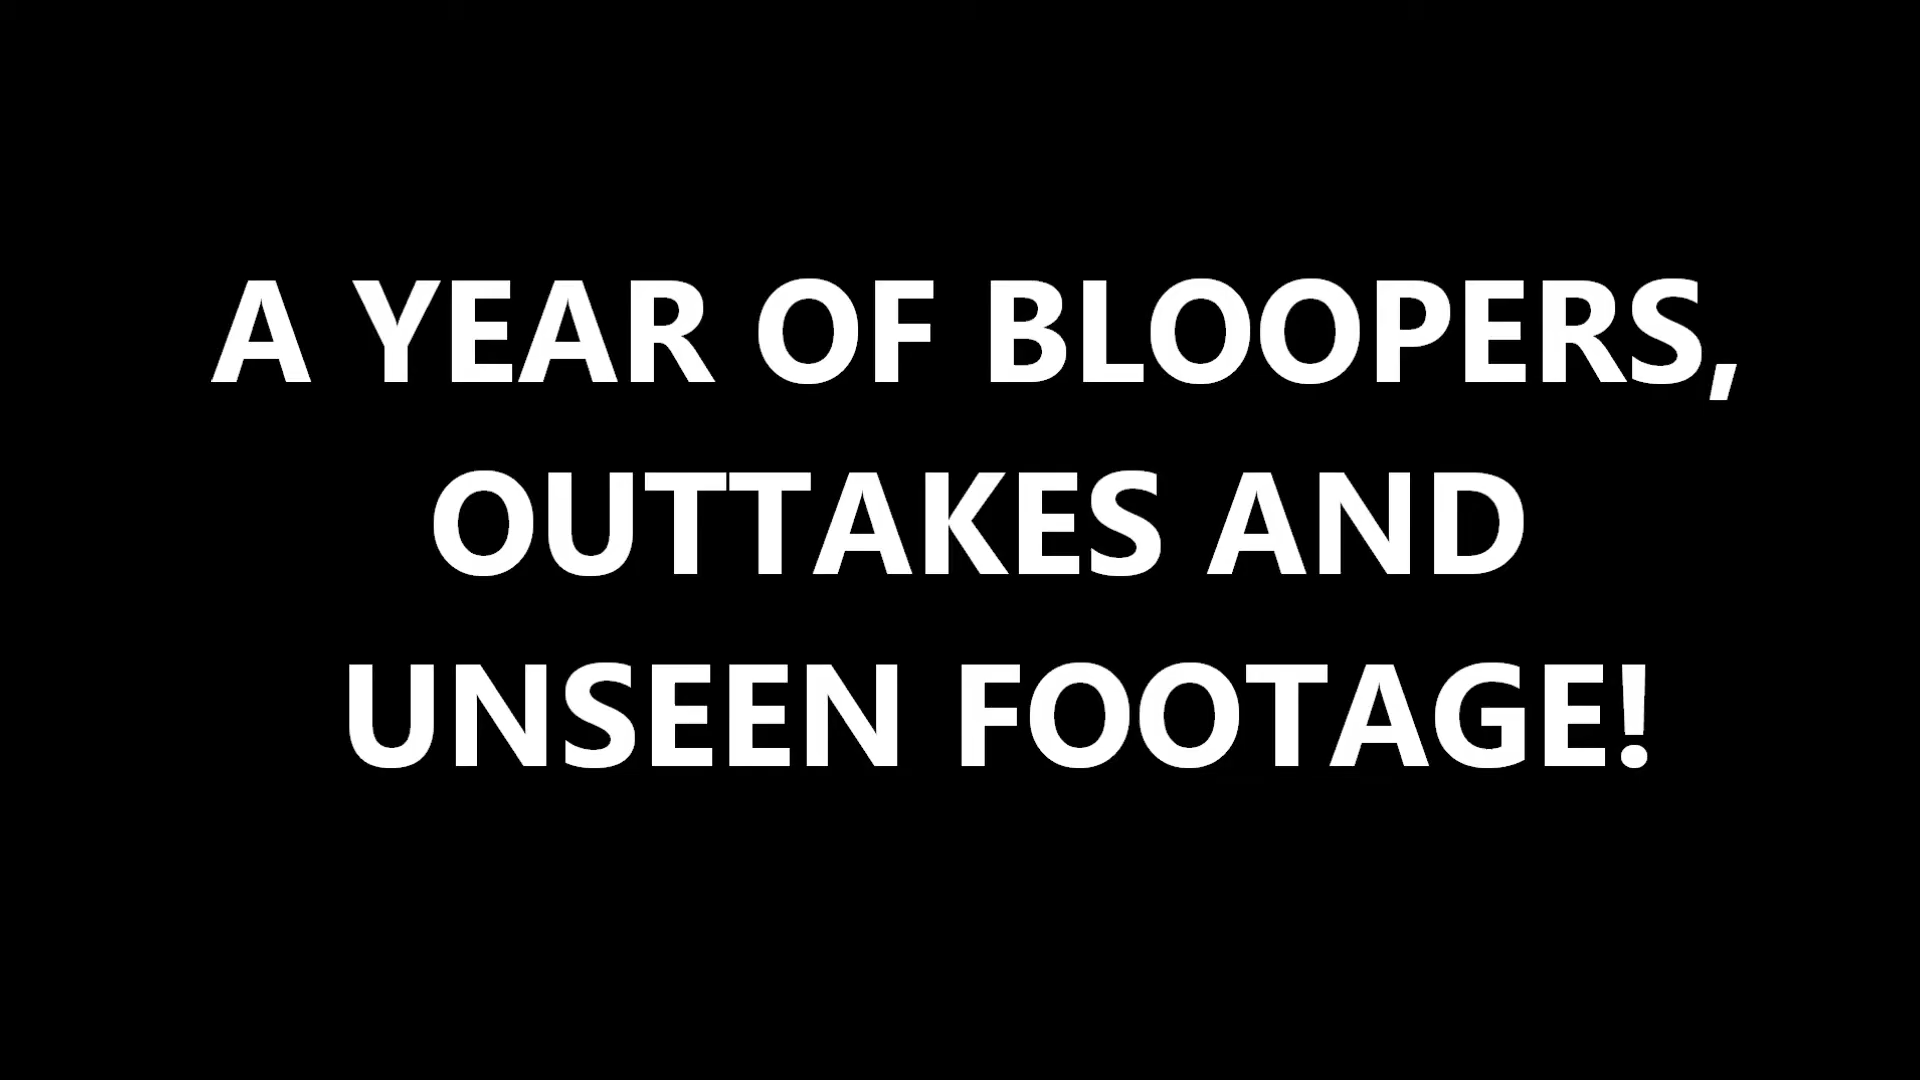 A YEAR OF BLOOPERS,
OUTTAKES AND
UNSEEN FOOTAGE!